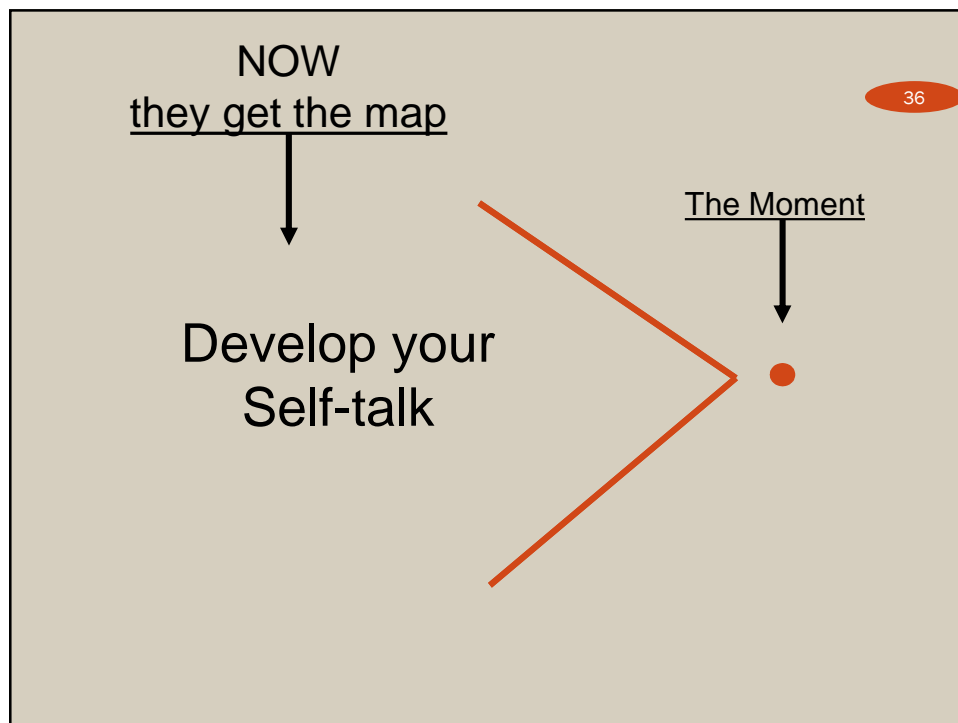 NOW
they get the map
36
The Moment
Develop your
Self-talk